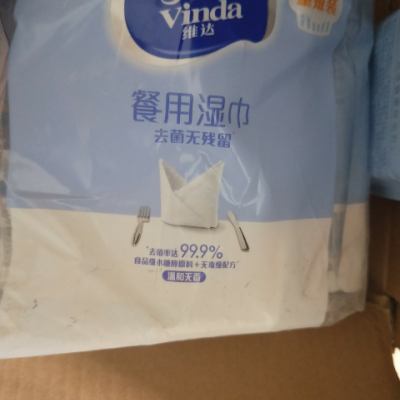 Vinda
维达
餐用湿巾
去菌无残留
*去菌率达99.9%
食品级木糖醇原料+无酒精配方*
温和无香